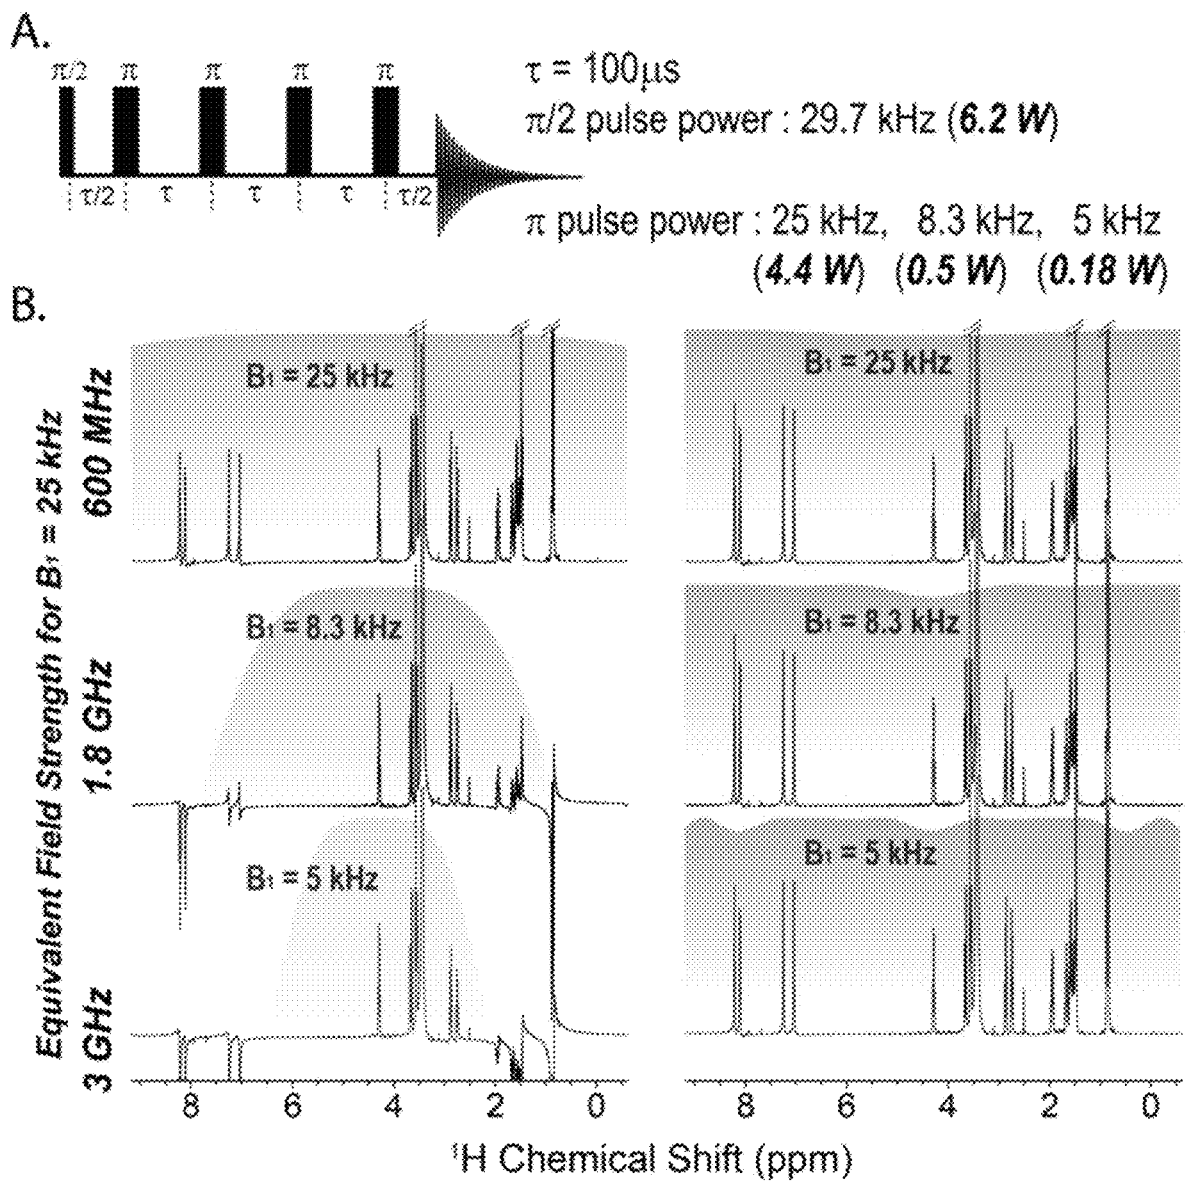 A.
π/2 π π π π
τ/2 τ τ τ τ/2
τ = 100μs
π/2 pulse power : 29.7 kHz (6.2 W)
π pulse power : 25 kHz, 8.3 kHz, 5 kHz
(4.4 W) (0.5 W) (0.18 W)
B.
Equivalent Field Strength for B₁ = 25 kHz
600 MHz
B₁ = 25 kHz
B₁ = 25 kHz
1.8 GHz
B₁ = 8.3 kHz
B₁ = 8.3 kHz
3 GHz
B₁ = 5 kHz
B₁ = 5 kHz
8 6 4 2 0
8 6 4 2 0
¹H Chemical Shift (ppm)